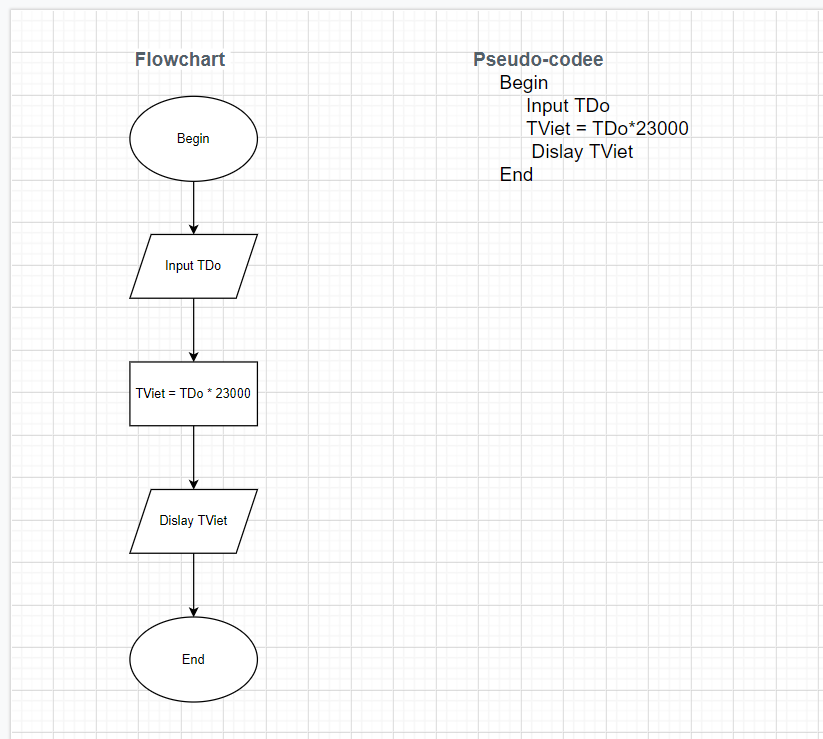 Flowchart
Begin
Input TDo
TViet = TDo * 23000
Dislay TViet
End
Pseudo-codee
Begin
Input TDo
TViet = TDo*23000
Dislay TViet
End